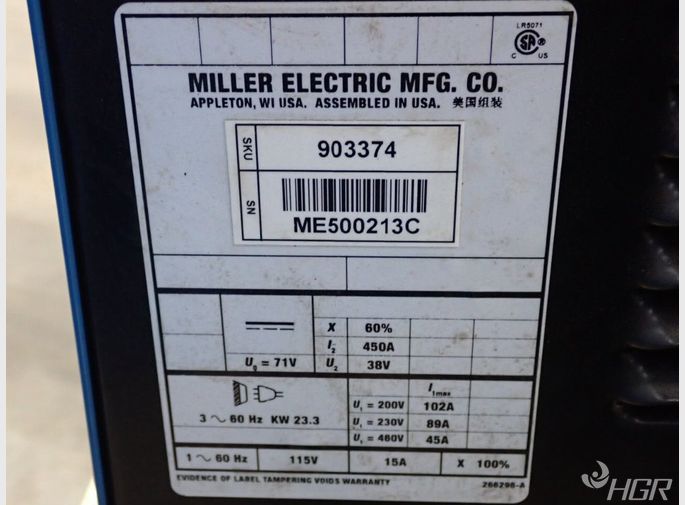 LR5071
SA ®
C US
MILLER ELECTRIC MFG. CO.
APPLETON, WI USA. ASSEMBLED IN USA. 美国组装
SKU 903374
SN
ME500213C
X 60%
I2 450A
U0 = 71V U2 38V
I1max
U1 = 200V 102A
3 ~ 60 Hz KW 23.3 U1 = 230V 89A
U1 = 460V 45A
1 ~ 60 Hz 115V 15A X 100%
EVIDENCE OF LABEL TAMPERING VOIDS WARRANTY 266296-A
HGR